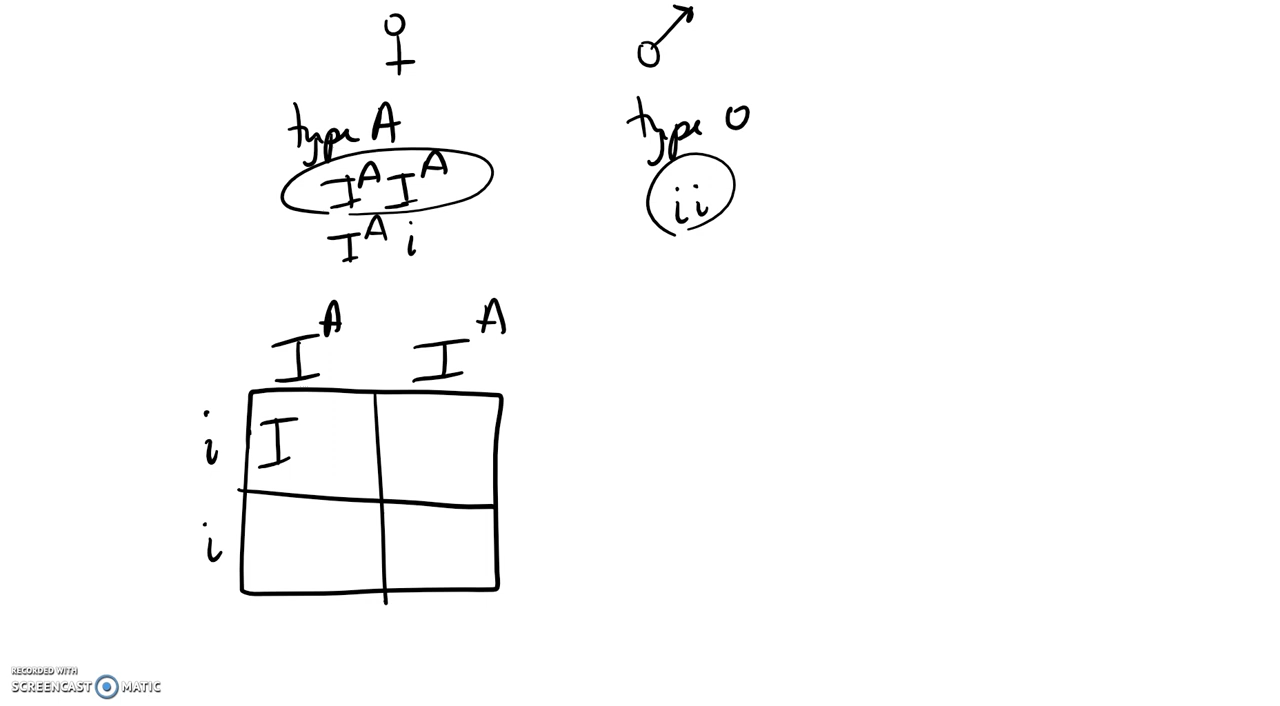 type A
type O
I^A I^A
ii
I^A i
I^A I^A
i I
i
RECORDED WITH
SCREENCAST MATIC